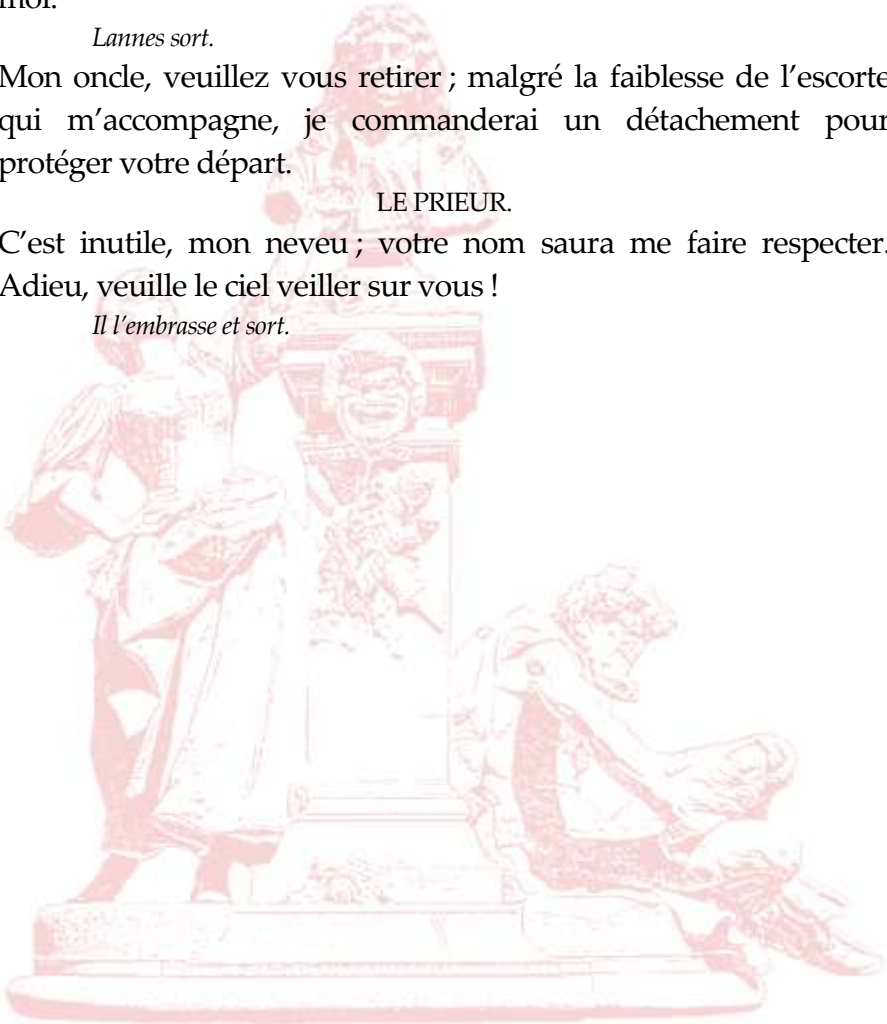 moi.
Lannes sort.
Mon oncle, veuillez vous retirer ; malgré la faiblesse de l’escorte
qui m’accompagne, je commanderai un détachement pour
protéger votre départ.
LE PRIEUR.
C’est inutile, mon neveu ; votre nom saura me faire respecter.
Adieu, veuille le ciel veiller sur vous !
Il l’embrasse et sort.